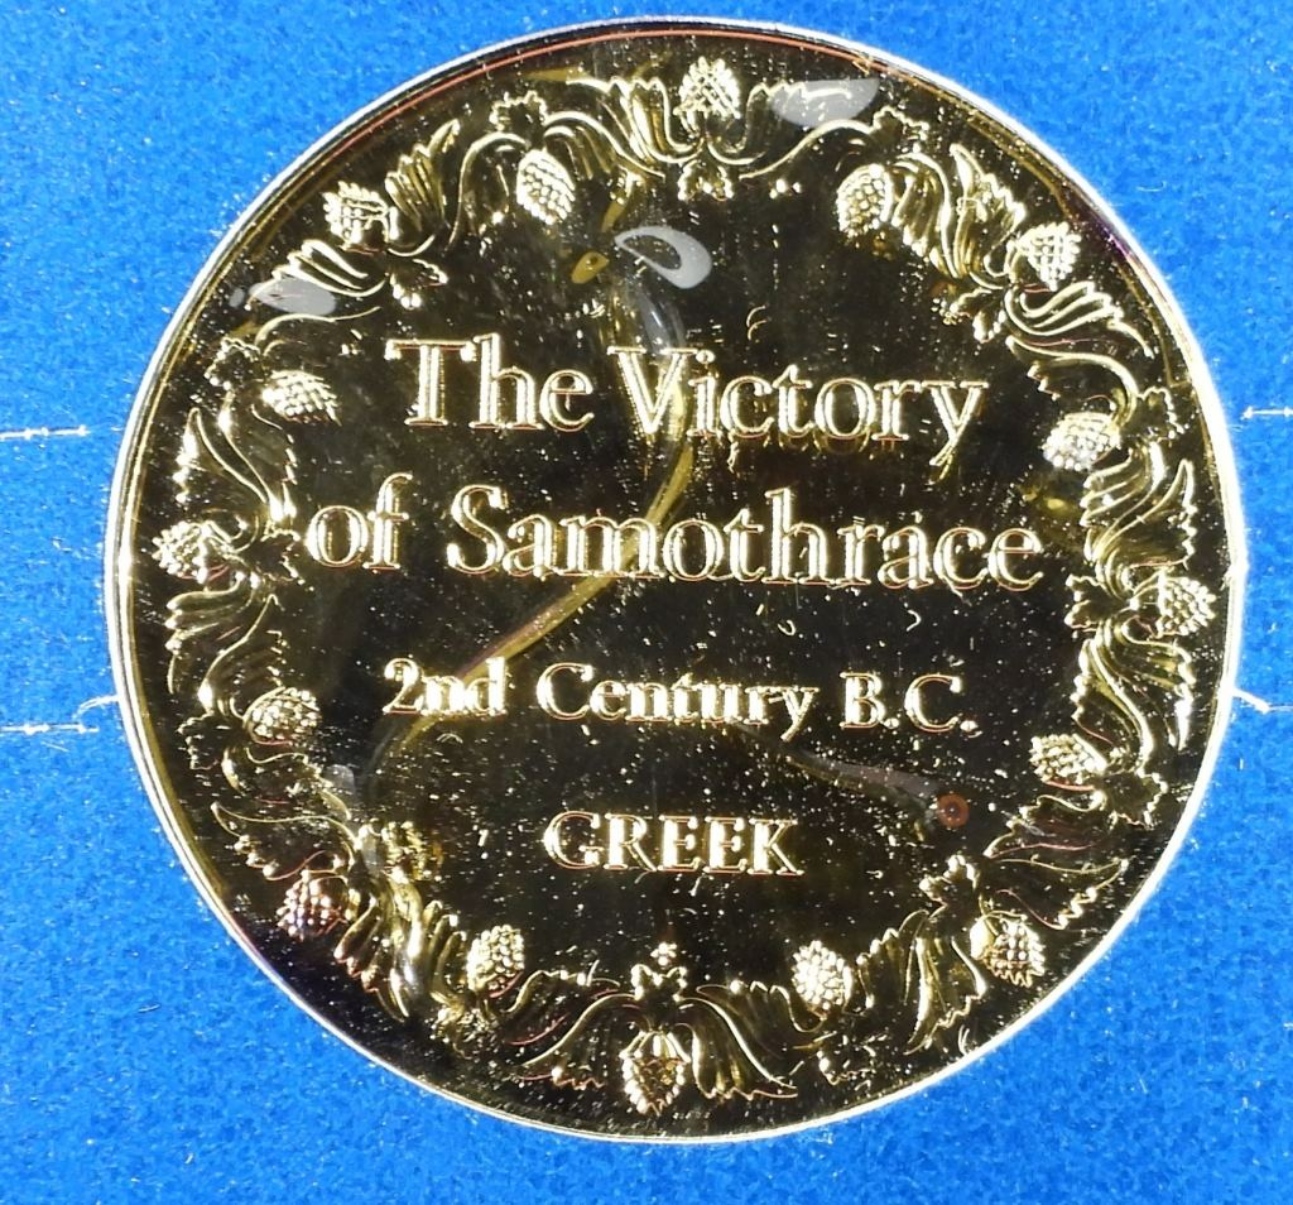 The Victory
of Samothrace
2nd Century B.C.
GREEK